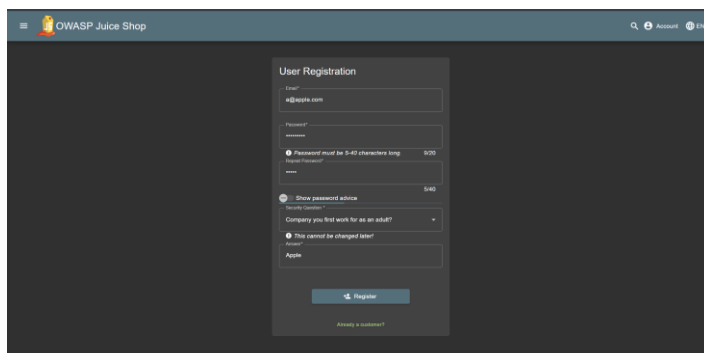 OWASP Juice Shop
Account
User Registration
Email*
a@apple.com
Password*
•••••••••
Password must be 5-40 characters long.
9/20
Repeat Password*
•••••
5/40
Show password advice
Security Question *
Company you first work for as an adult?
This cannot be changed later!
Answer*
Apple
Register
Already a customer?